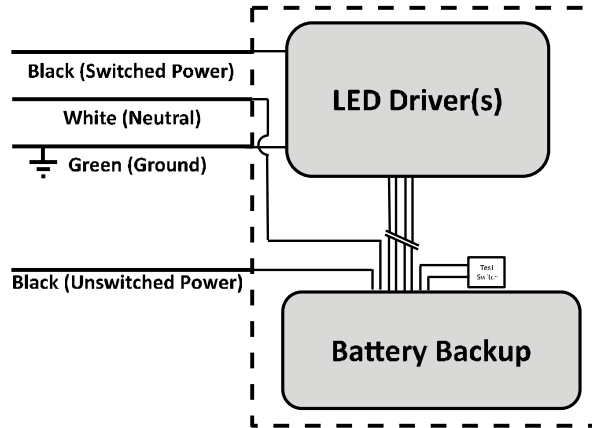 Black (Switched Power)
LED Driver(s)
White (Neutral)
Green (Ground)
Black (Unswitched Power)
Test
Battery Backup